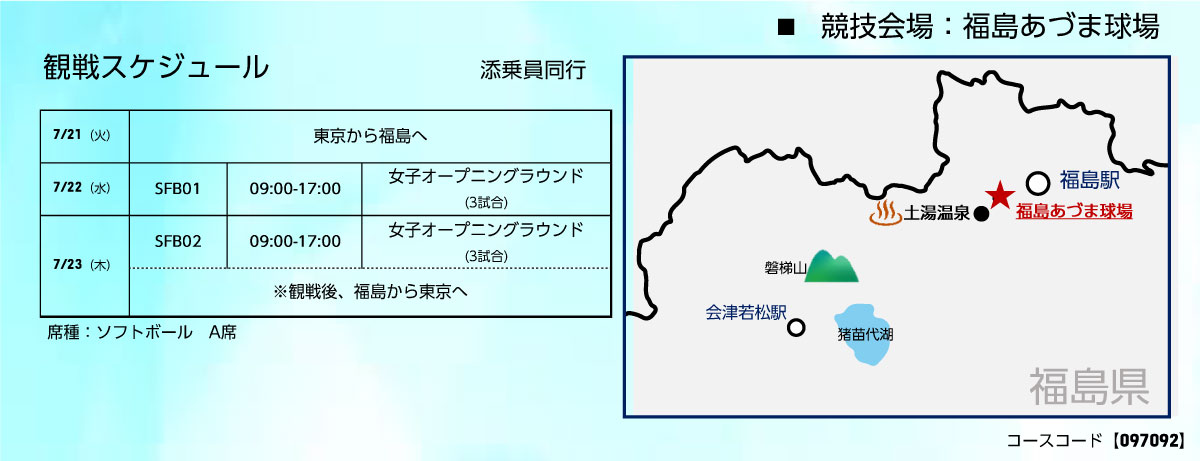 ■ 競技会場：福島あづま球場
観戦スケジュール
添乗員同行
7/21（火）
東京から福島へ
7/22（水）
SFB01
09:00-17:00
女子オープニングラウンド
(3試合)
7/23（木）
SFB02
09:00-17:00
女子オープニングラウンド
(3試合)
※観戦後、福島から東京へ
席種：ソフトボール　A席
福島駅
土湯温泉
福島あづま球場
磐梯山
会津若松駅
猪苗代湖
福島県
コースコード【097092】